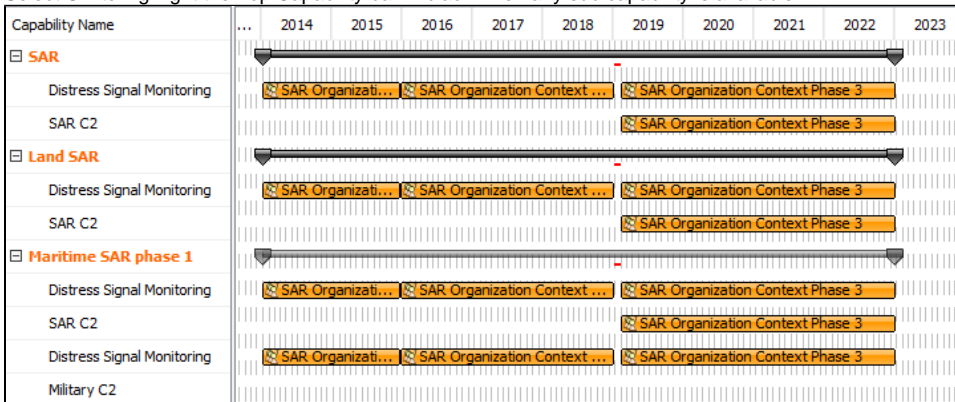 Capability Name ... 2014 2015 2016 2017 2018 2019 2020 2021 2022 2023
SAR
Distress Signal Monitoring SAR Organizati... SAR Organization Context ... SAR Organization Context Phase 3
SAR C2 SAR Organization Context Phase 3
Land SAR
Distress Signal Monitoring SAR Organizati... SAR Organization Context ... SAR Organization Context Phase 3
SAR C2 SAR Organization Context Phase 3
Maritime SAR phase 1
Distress Signal Monitoring SAR Organizati... SAR Organization Context ... SAR Organization Context Phase 3
SAR C2 SAR Organization Context Phase 3
Distress Signal Monitoring SAR Organizati... SAR Organization Context ... SAR Organization Context Phase 3
Military C2